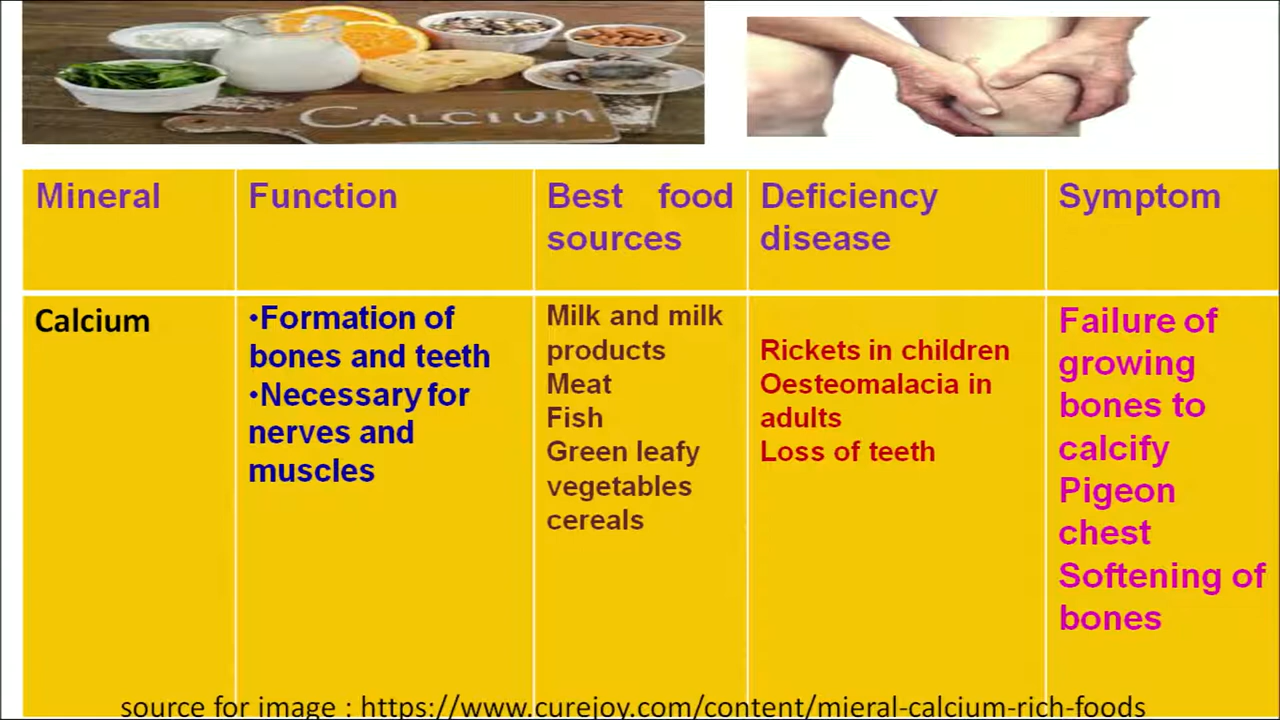 CALCIUM
Mineral
Function
Best food
sources
Deficiency
disease
Symptom
Calcium
•Formation of
bones and teeth
•Necessary for
nerves and
muscles
Milk and milk
products
Meat
Fish
Green leafy
vegetables
cereals
Rickets in children
Oesteomalacia in
adults
Loss of teeth
Failure of
growing
bones to
calcify
Pigeon
chest
Softening of
bones
source for image : https://www.curejoy.com/content/mieral-calcium-rich-foods